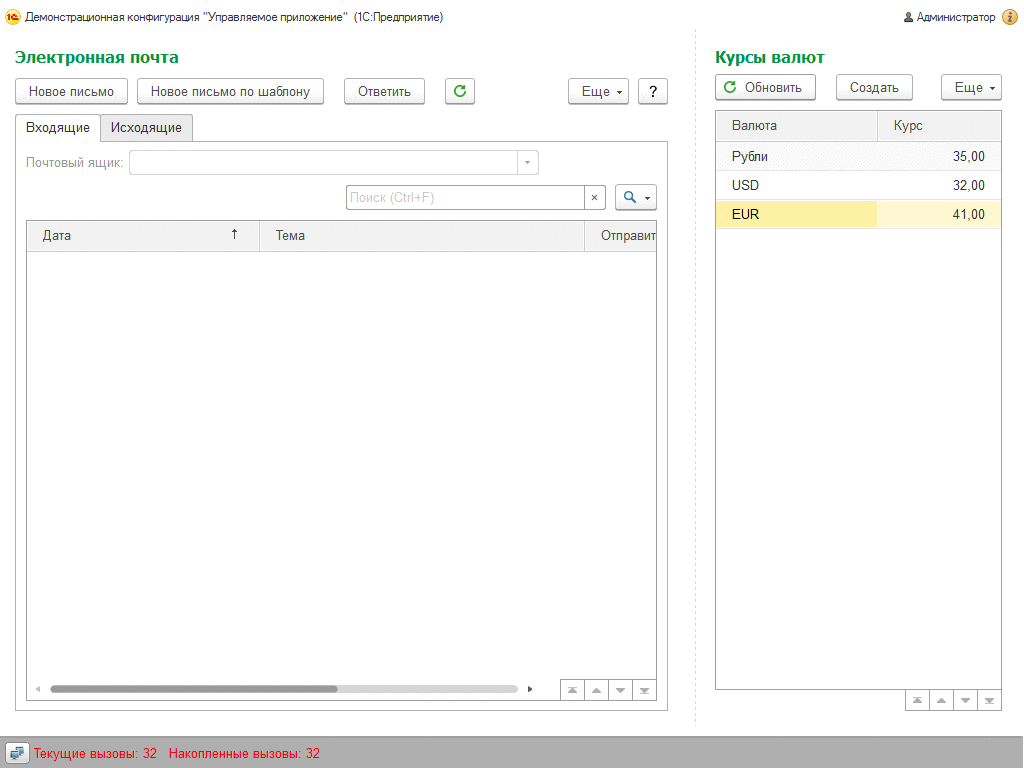 Демонстрационная конфигурация "Управляемое приложение" (1С:Предприятие)
Администратор
Электронная почта
Новое письмо
Новое письмо по шаблону
Ответить
Еще
?
Входящие
Исходящие
Почтовый ящик:
Поиск (Ctrl+F)
Дата
Тема
Отправит
Курсы валют
Обновить
Создать
Еще
Валюта Курс
Рубли 35,00
USD 32,00
EUR 41,00
Текущие вызовы: 32 Накопленные вызовы: 32